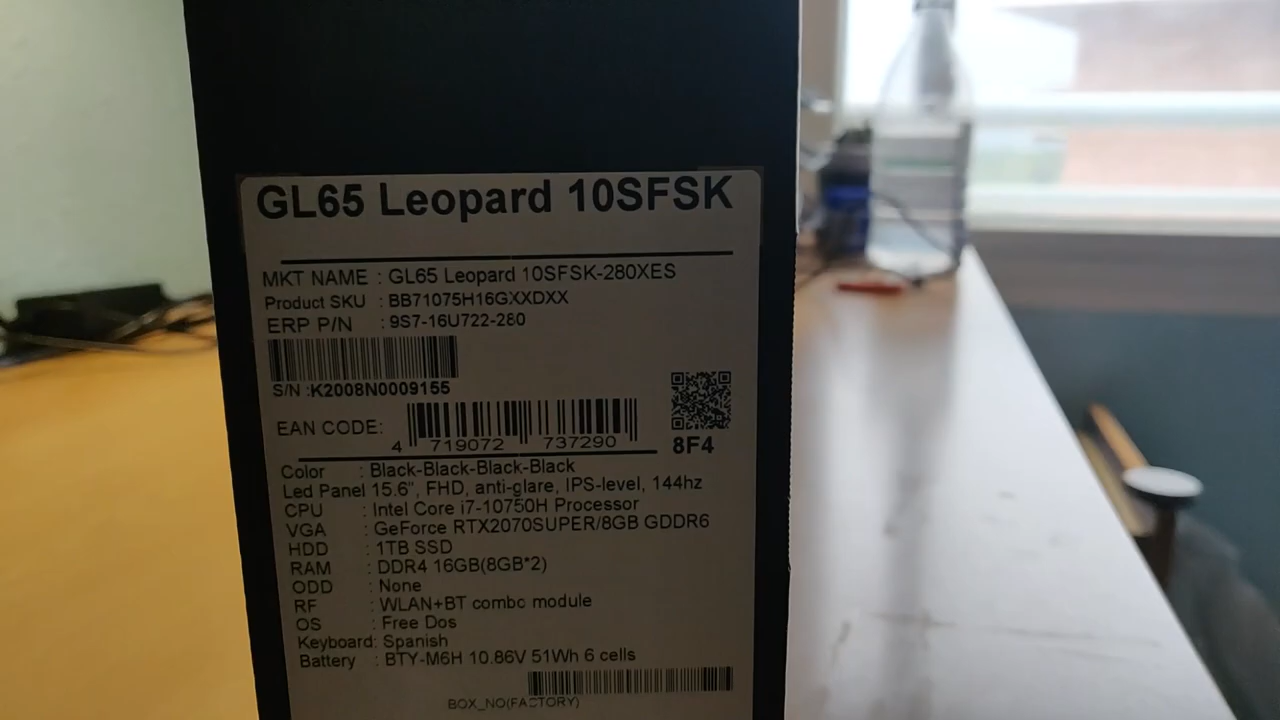 GL65 Leopard 10SFSK
MKT NAME : GL65 Leopard 10SFSK-280XES
Product SKU : BB71075H16GXXDXX
ERP P/N : 9S7-16U722-280
S/N :K2008N0009155
EAN CODE:
4 719072 737290
8F4
Color : Black-Black-Black-Black
Led Panel 15.6", FHD, anti-glare, IPS-level, 144hz
CPU : Intel Core i7-10750H Processor
VGA : GeForce RTX2070SUPER/8GB GDDR6
HDD : 1TB SSD
RAM : DDR4 16GB(8GB*2)
ODD : None
RF : WLAN+BT combo module
OS : Free Dos
Keyboard: Spanish
Battery : BTY-M6H 10.86V 51Wh 6 cells
BOX_NO(FACTORY)